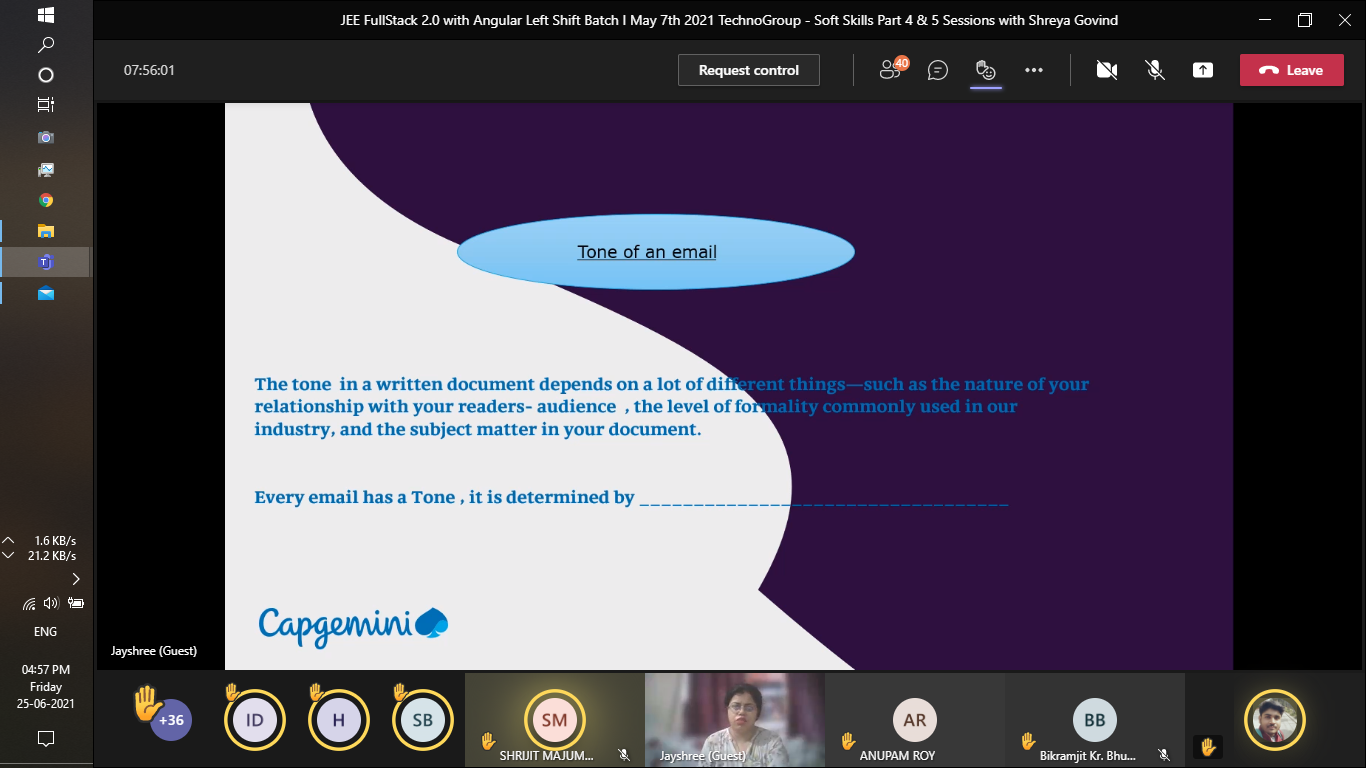 JEE FullStack 2.0 with Angular Left Shift Batch I May 7th 2021 TechnoGroup - Soft Skills Part 4 & 5 Sessions with Shreya Govind
07:56:01
Request control
40
Leave
Tone of an email
The tone in a written document depends on a lot of different things—such as the nature of your
relationship with your readers- audience , the level of formality commonly used in our
industry, and the subject matter in your document.
Every email has a Tone , it is determined by __________________________________
Capgemini
Jayshree (Guest)
1.6 KB/s
21.2 KB/s
ENG
04:57 PM
Friday
25-06-2021
+36
ID
H
SB
SM
SHRIJIT MAJUM...
Jayshree (Guest)
AR
ANUPAM ROY
BB
Bikramjit Kr. Bhu...